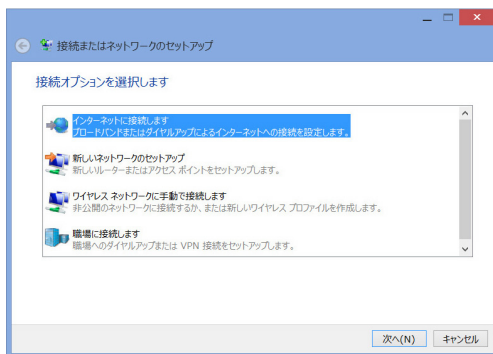 接続またはネットワークのセットアップ
接続オプションを選択します
インターネットに接続します
ブロードバンドまたはダイヤルアップによるインターネットへの接続を設定します。
新しいネットワークのセットアップ
新しいルーターまたはアクセス ポイントをセットアップします。
ワイヤレス ネットワークに手動で接続します
非公開のネットワークに接続するか、または新しいワイヤレス プロファイルを作成します。
職場に接続します
職場へのダイヤルアップまたは VPN 接続をセットアップします。
次へ(N) キャンセル